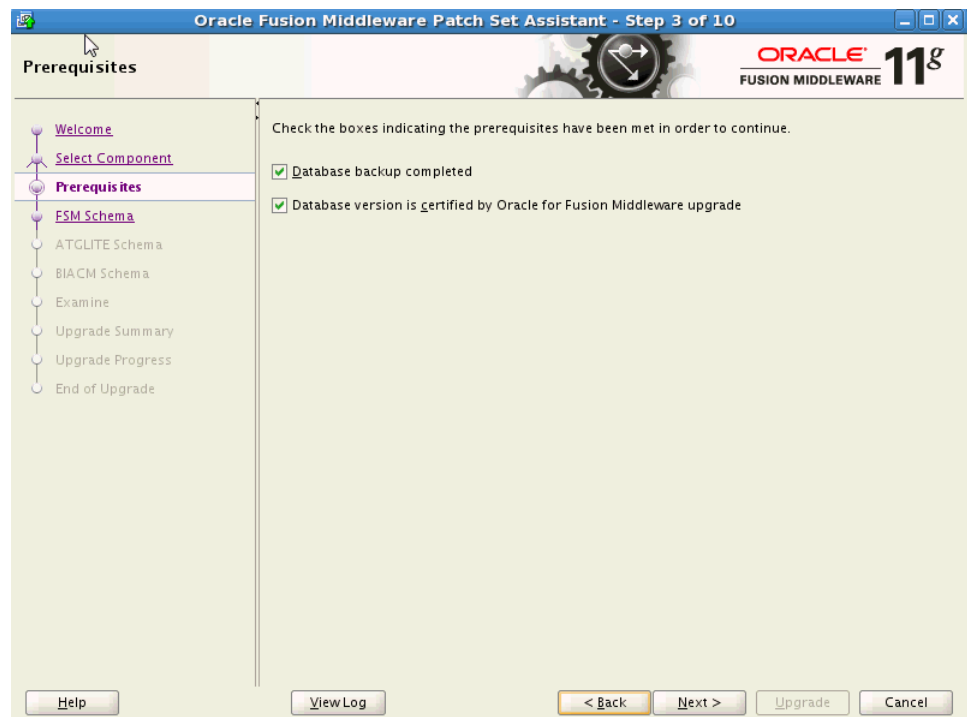 Oracle Fusion Middleware Patch Set Assistant - Step 3 of 10
Prerequisites
ORACLE
FUSION MIDDLEWARE 11g
Welcome
Select Component
Prerequisites
FSM Schema
ATGLITE Schema
BIACM Schema
Examine
Upgrade Summary
Upgrade Progress
End of Upgrade
Check the boxes indicating the prerequisites have been met in order to continue.
Database backup completed
Database version is certified by Oracle for Fusion Middleware upgrade
Help View Log < Back Next > Upgrade Cancel